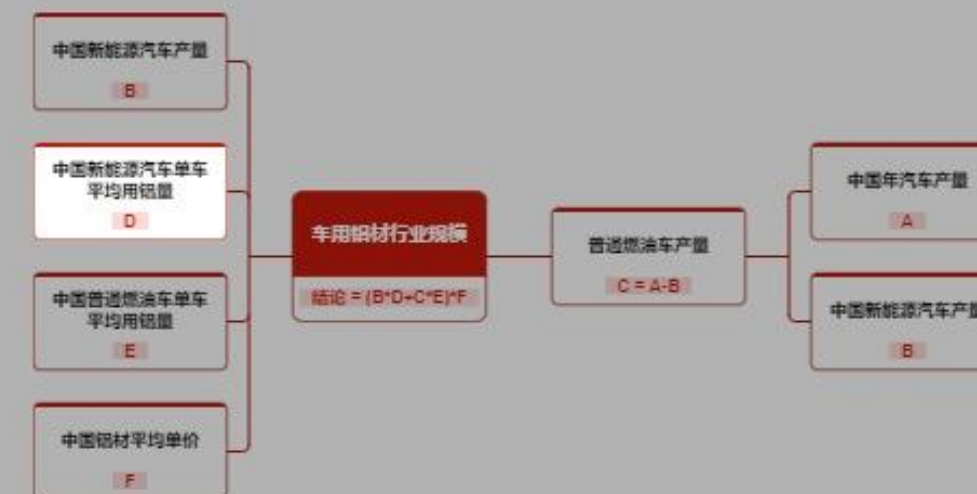 中国新能源汽车产量
B
中国新能源汽车单车
平均用铝量
D
中国普通燃油车单车
平均用铝量
E
中国铝材平均单价
F
车用铝材行业规模
结论 = (B*D+C*E)*F
普通燃油车产量
C = A-B
中国年汽车产量
A
中国新能源汽车产量
B